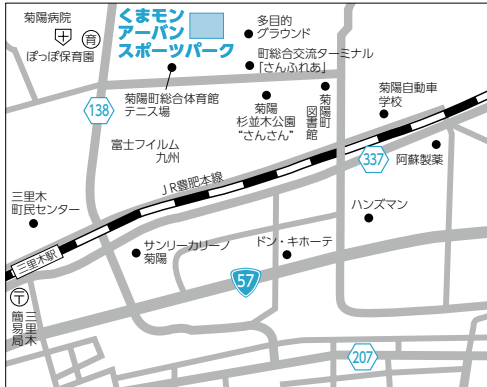 菊陽病院
育
ぽっぽ保育園
くまモン
アーバン
スポーツパーク
多目的
グラウンド
町総合交流ターミナル
「さんふれあ」
菊陽町総合体育館
テニス場
菊陽
杉並木公園
"さんさん"
菊陽町
図書館
菊陽自動車
学校
138
富士フイルム
九州
337
阿蘇製薬
JR豊肥本線
三里木
町民センター
ハンズマン
サンリーカリーノ
菊陽
ドン・キホーテ
三里木駅
57
〒
三里木
簡易局
207